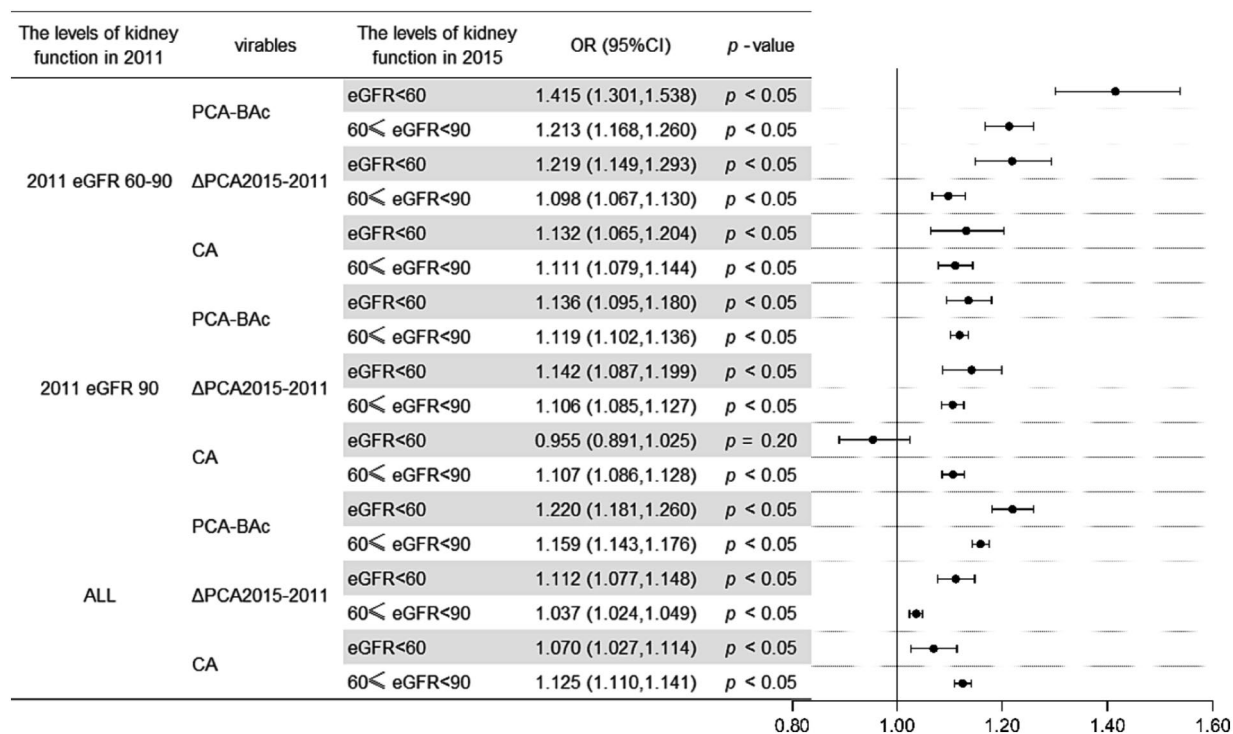 The levels of kidney function in 2011 virables The levels of kidney function in 2015 OR (95%CI) p -value
PCA-BAc eGFR<60 1.415 (1.301,1.538) p < 0.05
60⩽ eGFR<90 1.213 (1.168,1.260) p < 0.05
2011 eGFR 60-90 ΔPCA2015-2011 eGFR<60 1.219 (1.149,1.293) p < 0.05
60⩽ eGFR<90 1.098 (1.067,1.130) p < 0.05
CA eGFR<60 1.132 (1.065,1.204) p < 0.05
60⩽ eGFR<90 1.111 (1.079,1.144) p < 0.05
PCA-BAc eGFR<60 1.136 (1.095,1.180) p < 0.05
60⩽ eGFR<90 1.119 (1.102,1.136) p < 0.05
2011 eGFR 90 ΔPCA2015-2011 eGFR<60 1.142 (1.087,1.199) p < 0.05
60⩽ eGFR<90 1.106 (1.085,1.127) p < 0.05
CA eGFR<60 0.955 (0.891,1.025) p = 0.20
60⩽ eGFR<90 1.107 (1.086,1.128) p < 0.05
PCA-BAc eGFR<60 1.220 (1.181,1.260) p < 0.05
60⩽ eGFR<90 1.159 (1.143,1.176) p < 0.05
ALL ΔPCA2015-2011 eGFR<60 1.112 (1.077,1.148) p < 0.05
60⩽ eGFR<90 1.037 (1.024,1.049) p < 0.05
CA eGFR<60 1.070 (1.027,1.114) p < 0.05
60⩽ eGFR<90 1.125 (1.110,1.141) p < 0.05
0.80 1.00 1.20 1.40 1.60